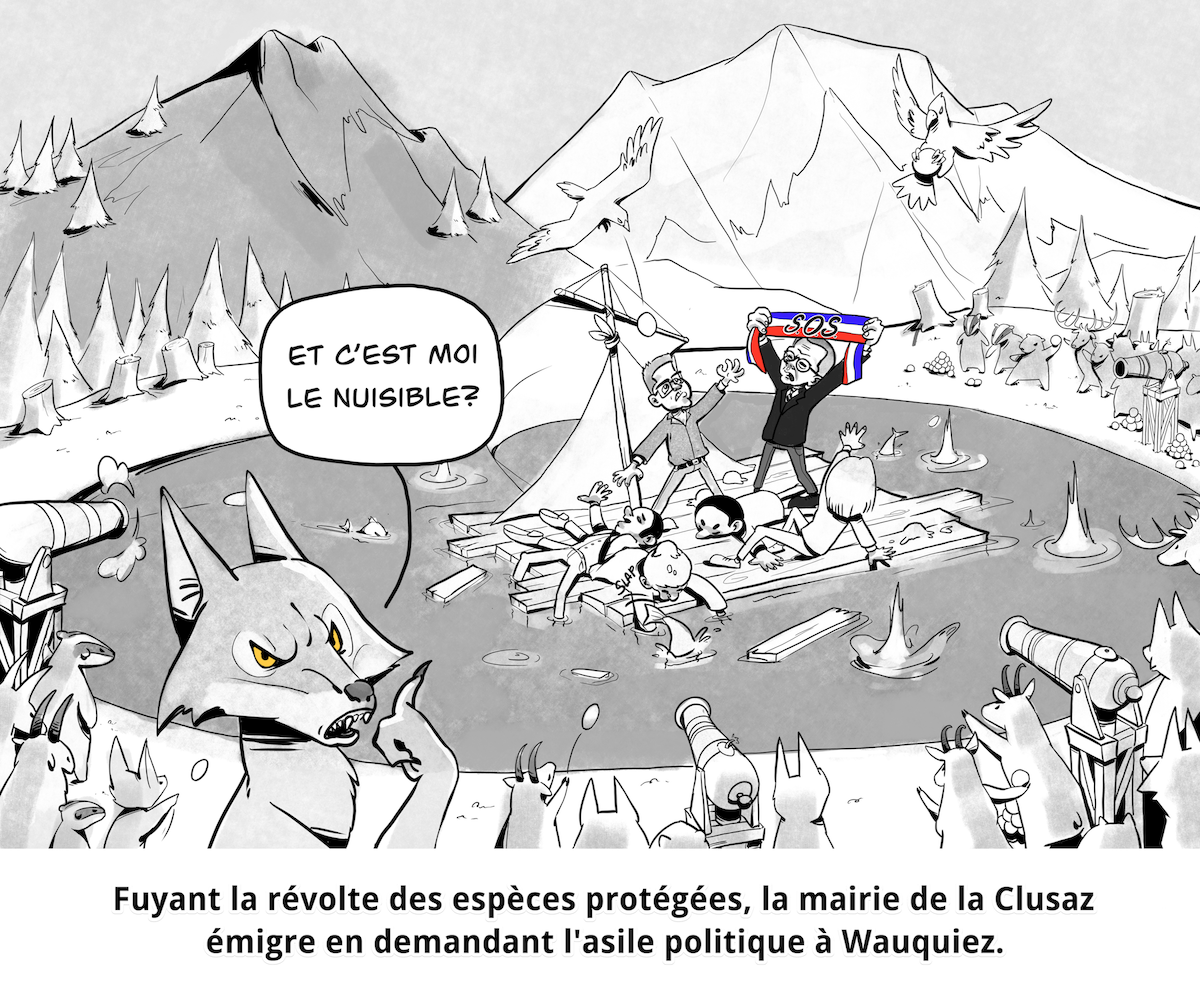 SOS
ET C'EST MOI
LE NUISIBLE?
SLAP
Fuyant la révolte des espèces protégées, la mairie de la Clusaz
émigre en demandant l'asile politique à Wauquiez.